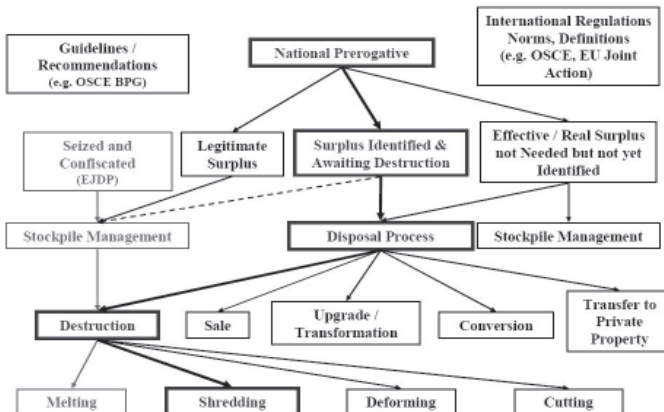 International Regulations
Norms, Definitions
(e.g. OSCE, EU Joint
Action)
Guidelines /
Recommendations
(e.g. OSCE BPG)
National Prerogative
Seized and
Confiscated
(EJDP)
Legitimate
Surplus
Surplus Identified &
Awaiting Destruction
Effective / Real Surplus
not Needed but not yet
Identified
Stockpile Management
Disposal Process
Stockpile Management
Destruction
Sale
Upgrade /
Transformation
Conversion
Transfer to
Private
Property
Melting
Shredding
Deforming
Cutting